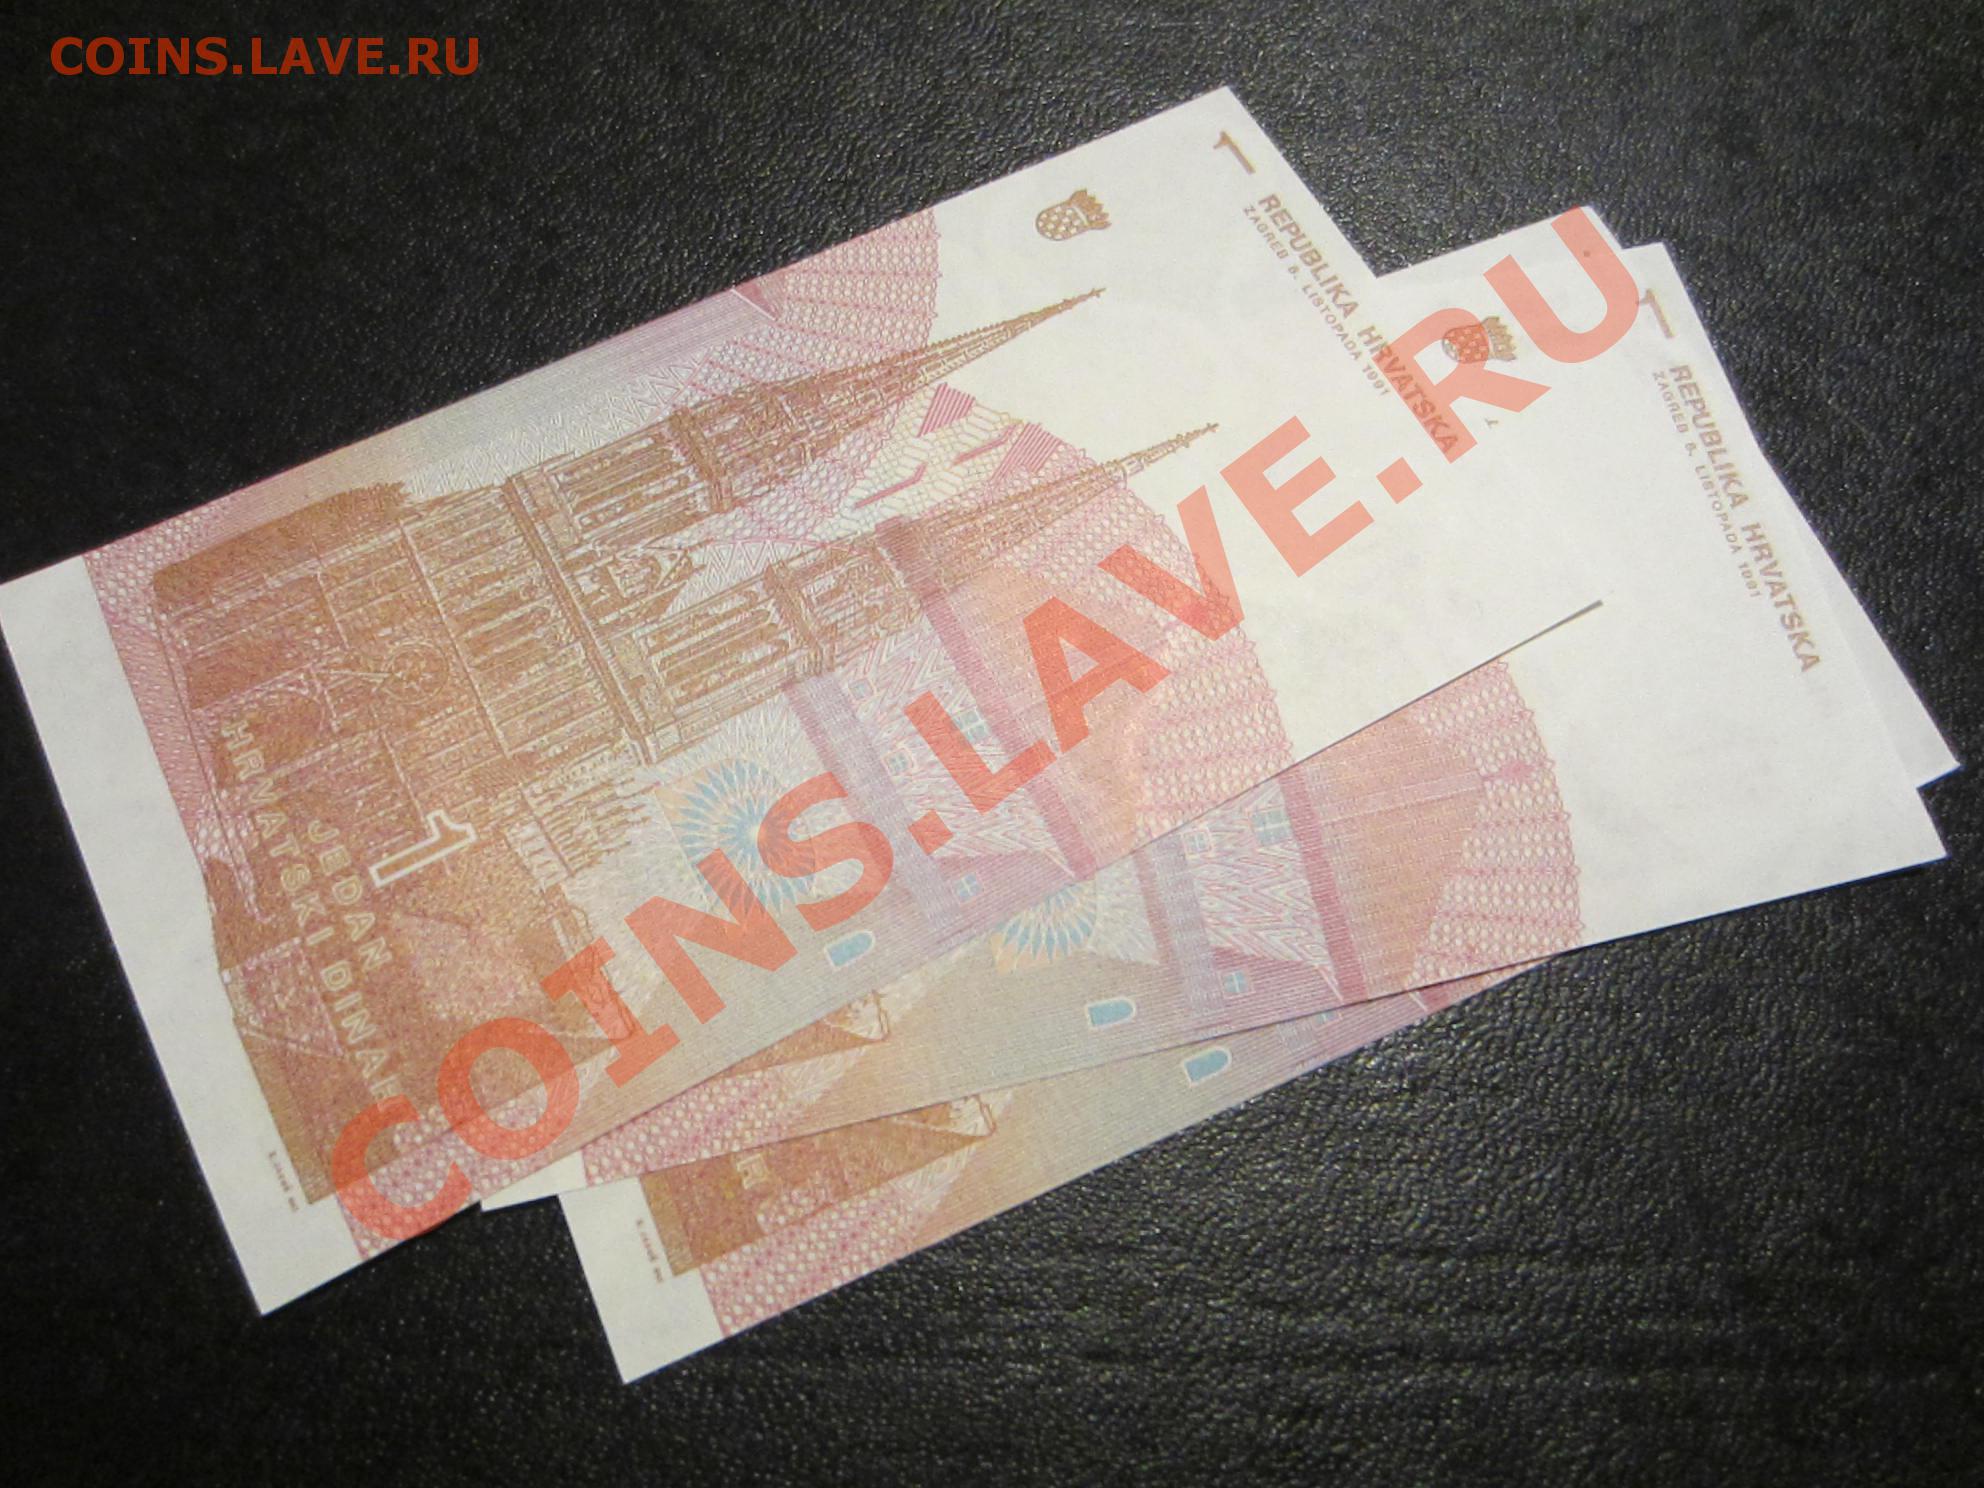 COINS.LAVE.RU
1
REPUBLIKA HRVATSKA
ZAGREB 8. LISTOPADA 1991
1
REPUBLIKA HRVATSKA
ZAGREB 8. LISTOPADA 1991
1
JEDAN
HRVATSKI DINAR
COINS.LAVE.RU